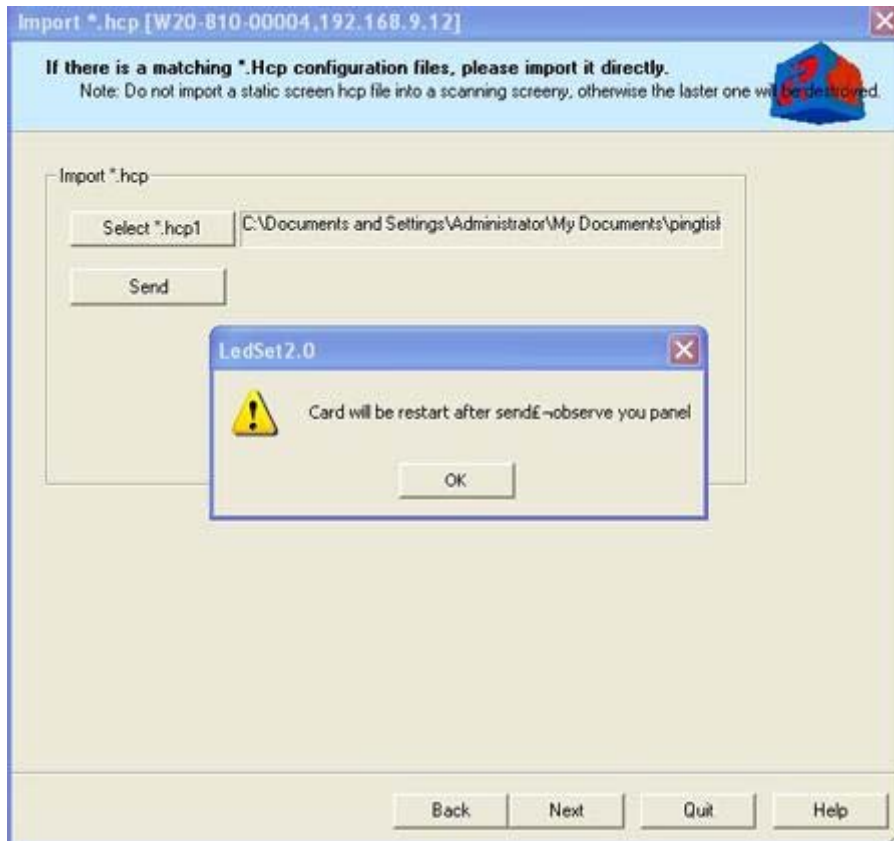 Import *.hcp [W20-810-00004,192.168.9.12]
If there is a matching *.Hcp configuration files, please import it directly.
Note: Do not import a static screen hcp file into a scanning screeny, otherwise the laster one will be destroyed.
Import *.hcp
Select *.hcp1 C:\Documents and Settings\Administrator\My Documents\pingtish
Send
LedSet2.0
Card will be restart after send£¬observe you panel
OK
Back Next Quit Help